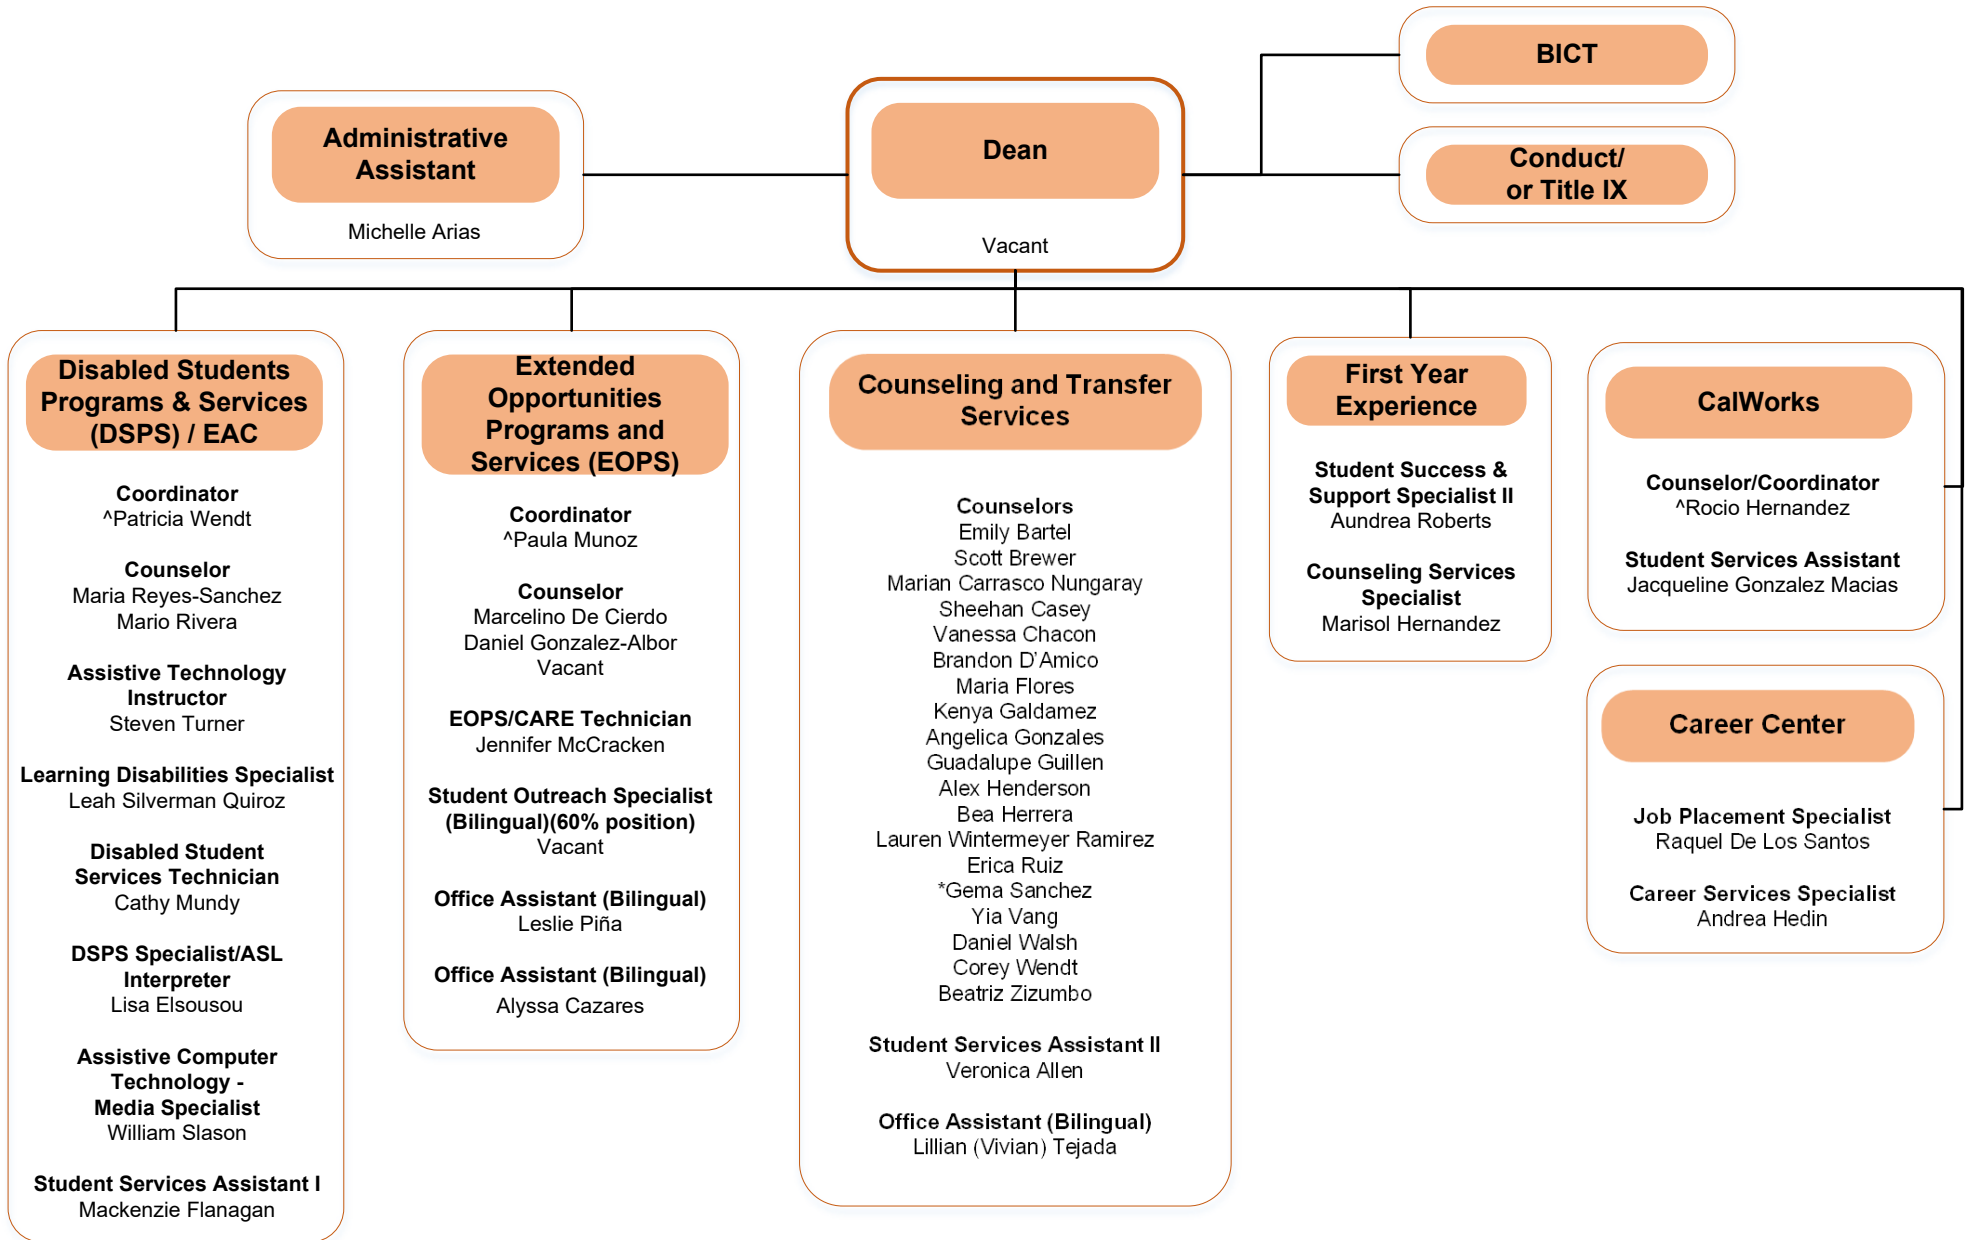 BICT
Administrative
Assistant
Michelle Arias
Dean
Vacant
Conduct/
or Title IX
Disabled Students
Programs & Services
(DSPS) / EAC
Coordinator
^Patricia Wendt
Counselor
Maria Reyes-Sanchez
Mario Rivera
Assistive Technology
Instructor
Steven Turner
Learning Disabilities Specialist
Leah Silverman Quiroz
Disabled Student
Services Technician
Cathy Mundy
DSPS Specialist/ASL
Interpreter
Lisa Elsousou
Assistive Computer
Technology -
Media Specialist
William Slason
Student Services Assistant I
Mackenzie Flanagan
Extended
Opportunities
Programs and
Services (EOPS)
Coordinator
^Paula Munoz
Counselor
Marcelino De Cierdo
Daniel Gonzalez-Albor
Vacant
EOPS/CARE Technician
Jennifer McCracken
Student Outreach Specialist
(Bilingual)(60% position)
Vacant
Office Assistant (Bilingual)
Leslie Piña
Office Assistant (Bilingual)
Alyssa Cazares
Counseling and Transfer
Services
Counselors
Emily Bartel
Scott Brewer
Marian Carrasco Nungaray
Sheehan Casey
Vanessa Chacon
Brandon D'Amico
Maria Flores
Kenya Galdamez
Angelica Gonzales
Guadalupe Guillen
Alex Henderson
Bea Herrera
Lauren Wintermeyer Ramirez
Erica Ruiz
*Gema Sanchez
Yia Vang
Daniel Walsh
Corey Wendt
Beatriz Zizumbo
Student Services Assistant II
Veronica Allen
Office Assistant (Bilingual)
Lillian (Vivian) Tejada
First Year
Experience
Student Success &
Support Specialist II
Aundrea Roberts
Counseling Services
Specialist
Marisol Hernandez
CalWorks
Counselor/Coordinator
^Rocio Hernandez
Student Services Assistant
Jacqueline Gonzalez Macias
Career Center
Job Placement Specialist
Raquel De Los Santos
Career Services Specialist
Andrea Hedin